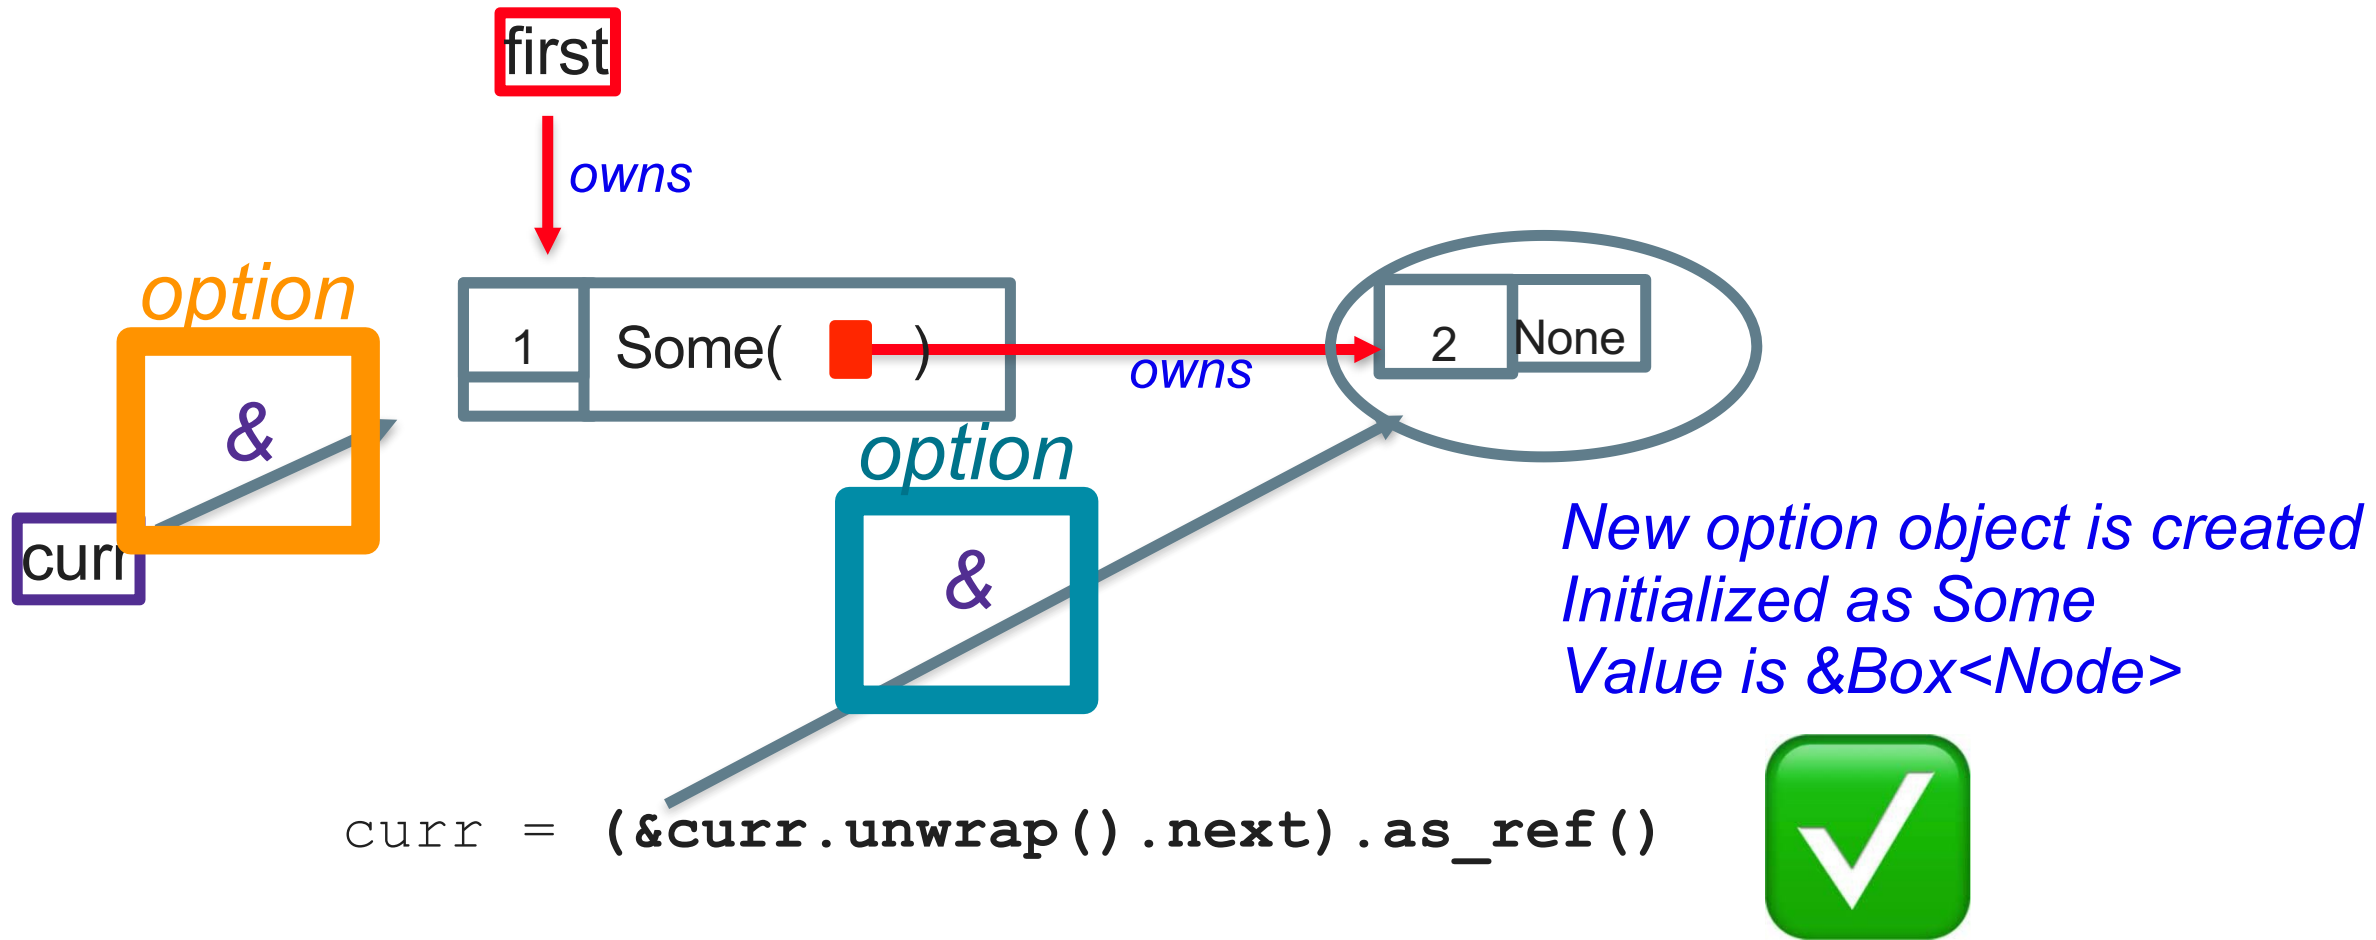 first
owns
option
1
Some( )
2
None
owns
&
option
curr
&
New option object is created
Initialized as Some
Value is &Box<Node>
curr = (&curr.unwrap().next).as_ref()